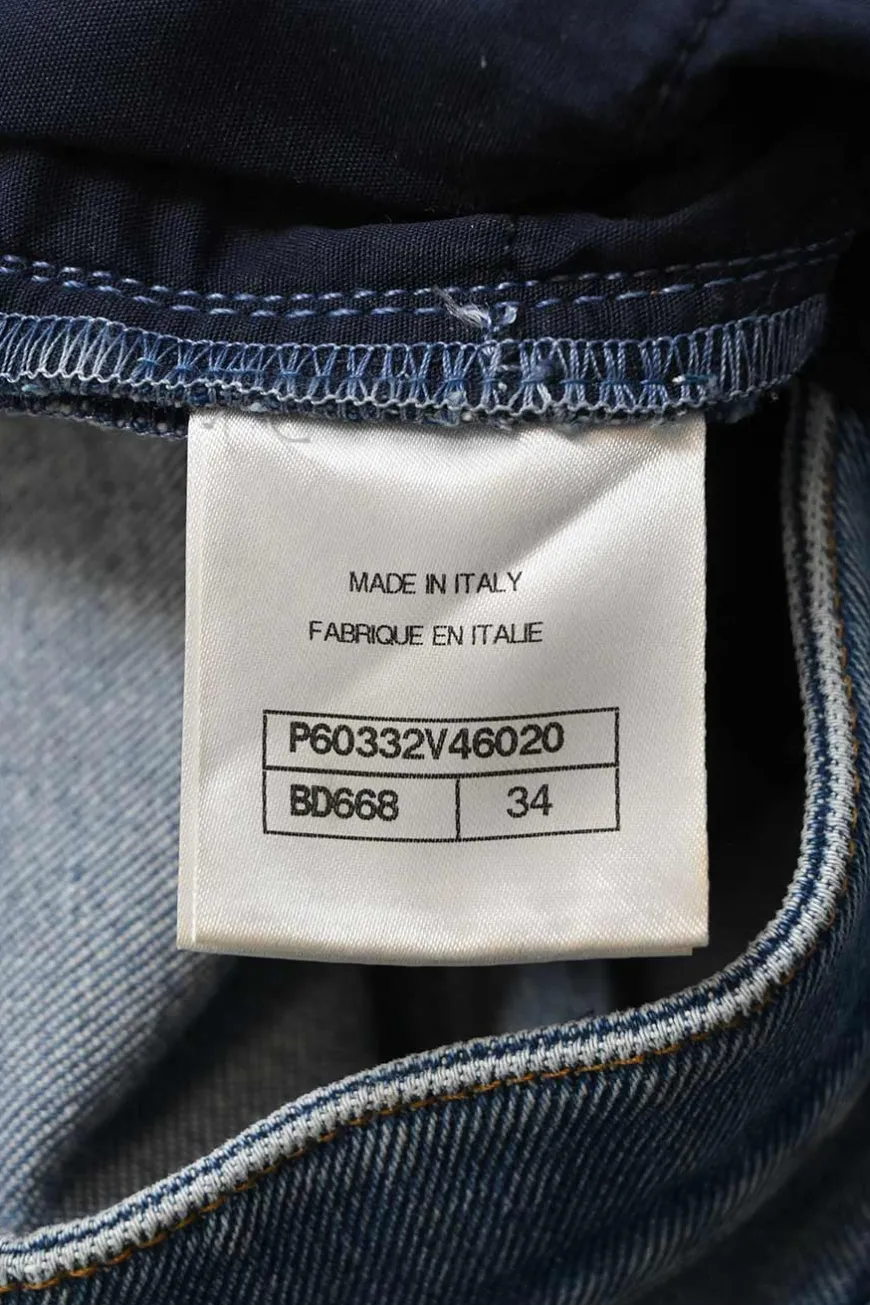 MADE IN ITALY
FABRIQUE EN ITALIE
P60332V46020
BD668 34